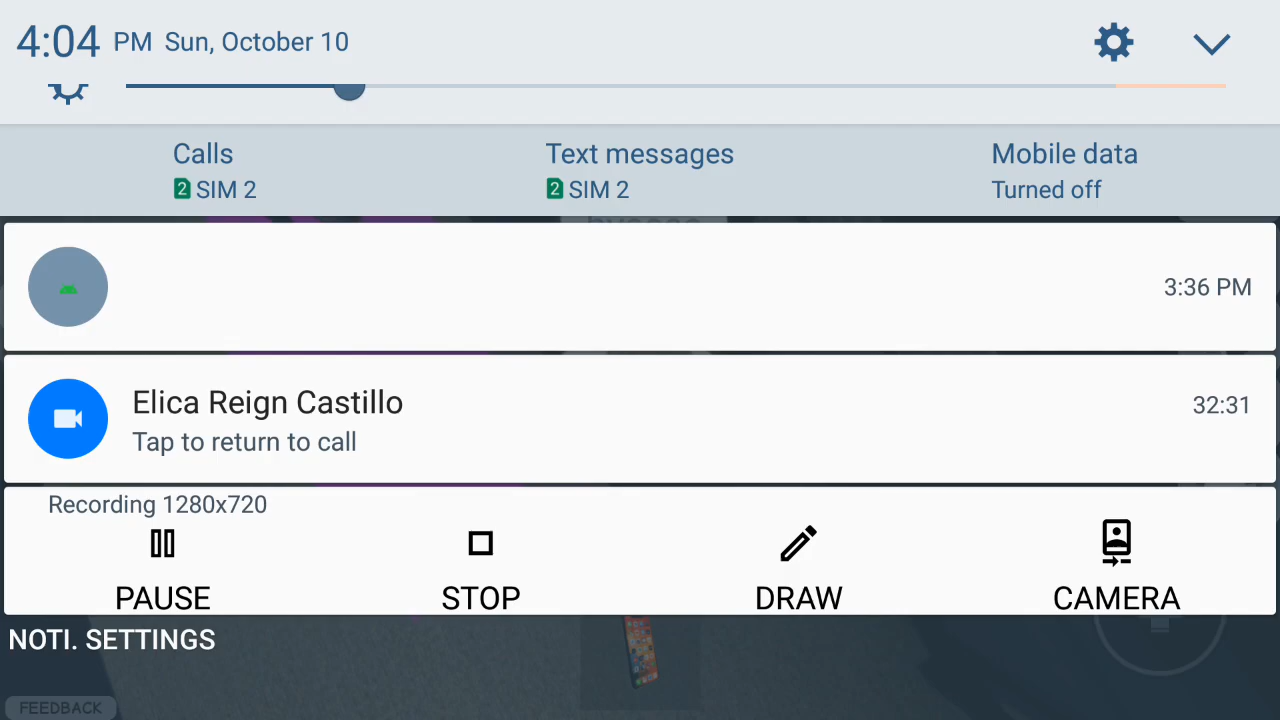 4:04 PM Sun, October 10
Calls
2 SIM 2
Text messages
2 SIM 2
Mobile data
Turned off
3:36 PM
Elica Reign Castillo
32:31
Tap to return to call
Recording 1280x720
PAUSE
STOP
DRAW
CAMERA
NOTI. SETTINGS
FEEDBACK